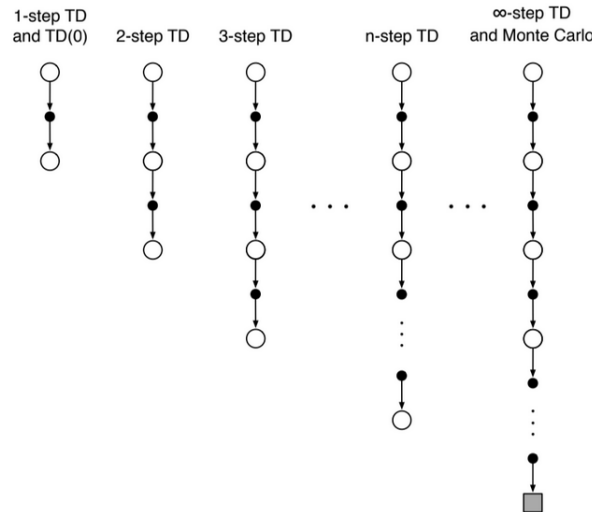 1-step TD
and TD(0)
2-step TD
3-step TD
n-step TD
∞-step TD
and Monte Carlo